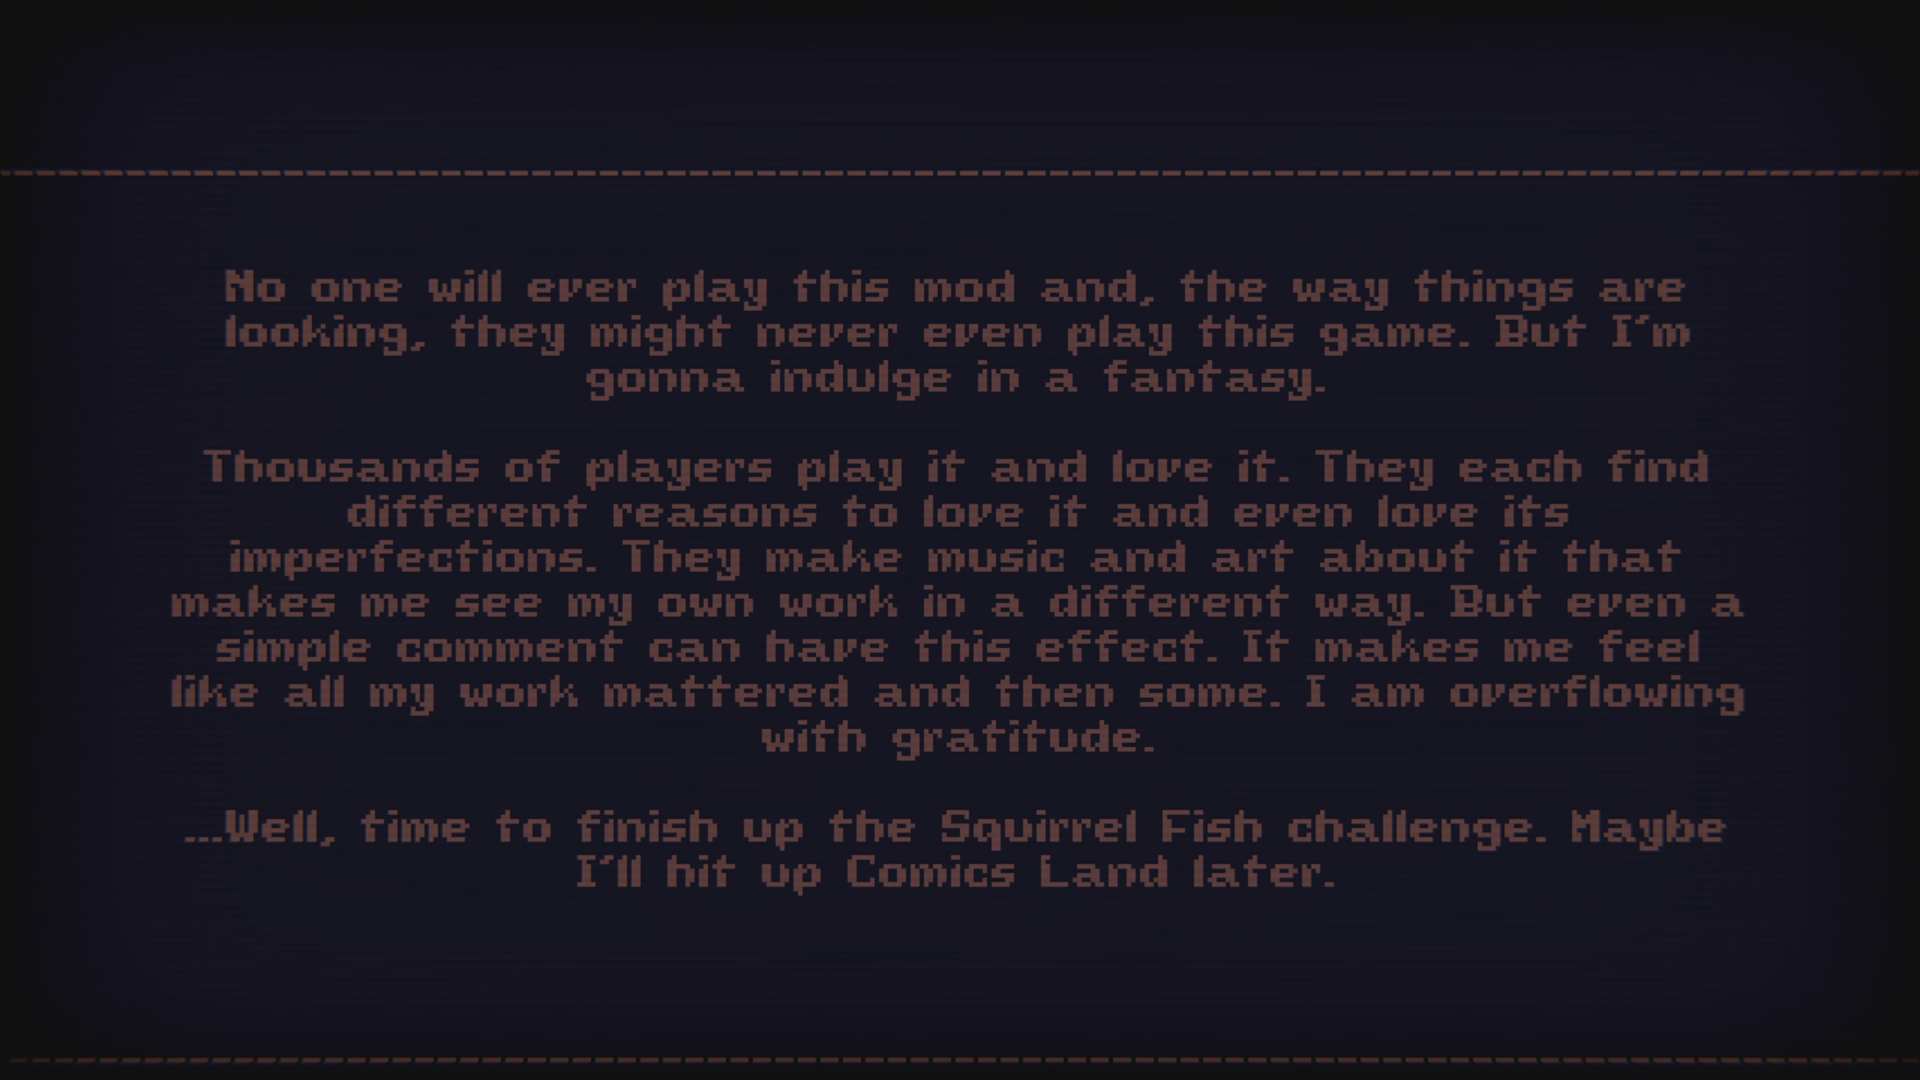 No one will ever play this mod and, the way things are
looking, they might never even play this game. But I'm
gonna indulge in a fantasy.
Thousands of players play it and love it. They each find
different reasons to love it and even love its
imperfections. They make music and art about it that
makes me see my own work in a different way. But even a
simple comment can have this effect. It makes me feel
like all my work mattered and then some. I am overflowing
with gratitude.
...Well, time to finish up the Squirrel Fish challenge. Maybe
I'll hit up Comics Land later.